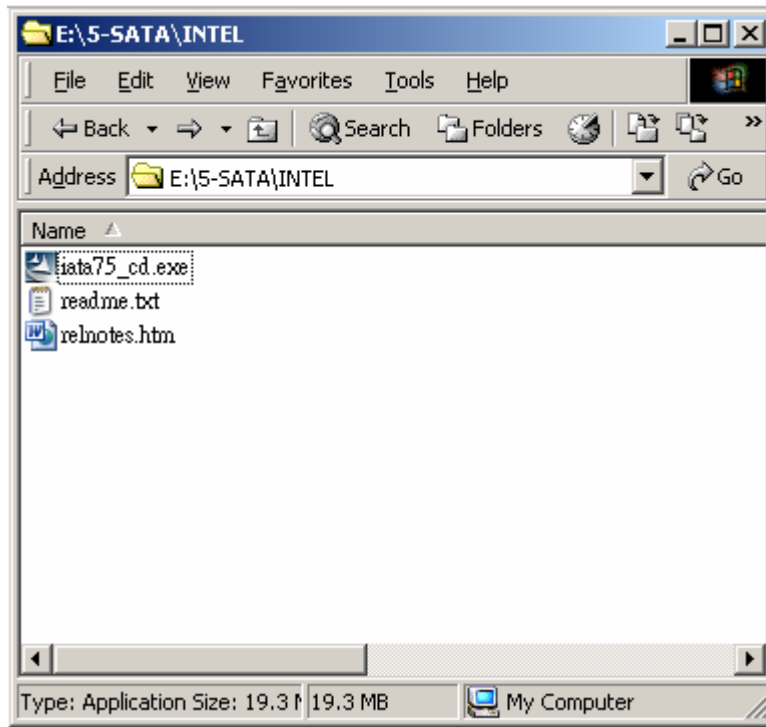 E:\5-SATA\INTEL
File Edit View Favorites Tools Help
Back Search Folders »
Address E:\5-SATA\INTEL Go
Name
iata75_cd.exe
readme.txt
relnotes.htm
Type: Application Size: 19.3 M 19.3 MB My Computer